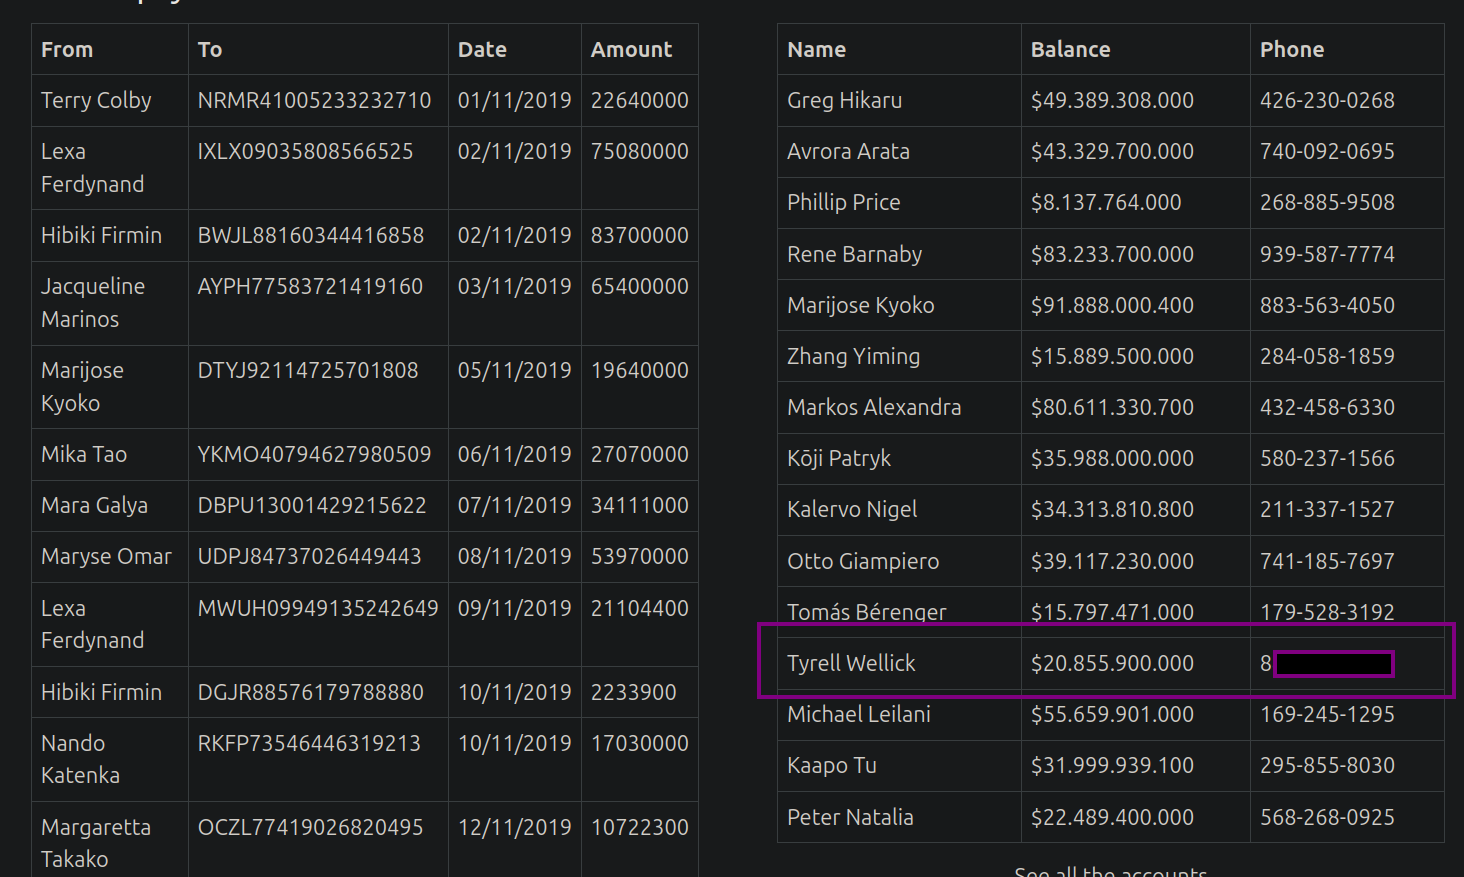 From To Date Amount
Terry Colby NRMR41005233232710 01/11/2019 22640000
Lexa IXLX09035808566525 02/11/2019 75080000
Ferdynand
Hibiki Firmin BWJL88160344416858 02/11/2019 83700000
Jacqueline AYPH77583721419160 03/11/2019 65400000
Marinos
Marijose DTYJ92114725701808 05/11/2019 19640000
Kyoko
Mika Tao YKMO40794627980509 06/11/2019 27070000
Mara Galya DBPU13001429215622 07/11/2019 34111000
Maryse Omar UDPJ84737026449443 08/11/2019 53970000
Lexa MWUH09949135242649 09/11/2019 21104400
Ferdynand
Hibiki Firmin DGJR88576179788880 10/11/2019 2233900
Nando RKFP73546446319213 10/11/2019 17030000
Katenka
Margaretta OCZL77419026820495 12/11/2019 10722300
Takako
Name Balance Phone
Greg Hikaru $49.389.308.000 426-230-0268
Avrora Arata $43.329.700.000 740-092-0695
Phillip Price $8.137.764.000 268-885-9508
Rene Barnaby $83.233.700.000 939-587-7774
Marijose Kyoko $91.888.000.400 883-563-4050
Zhang Yiming $15.889.500.000 284-058-1859
Markos Alexandra $80.611.330.700 432-458-6330
Kōji Patryk $35.988.000.000 580-237-1566
Kalervo Nigel $34.313.810.800 211-337-1527
Otto Giampiero $39.117.230.000 741-185-7697
Tomás Bérenger $15.797.471.000 179-528-3192
Tyrell Wellick $20.855.900.000 8
Michael Leilani $55.659.901.000 169-245-1295
Kaapo Tu $31.999.939.100 295-855-8030
Peter Natalia $22.489.400.000 568-268-0925
See all the accounts